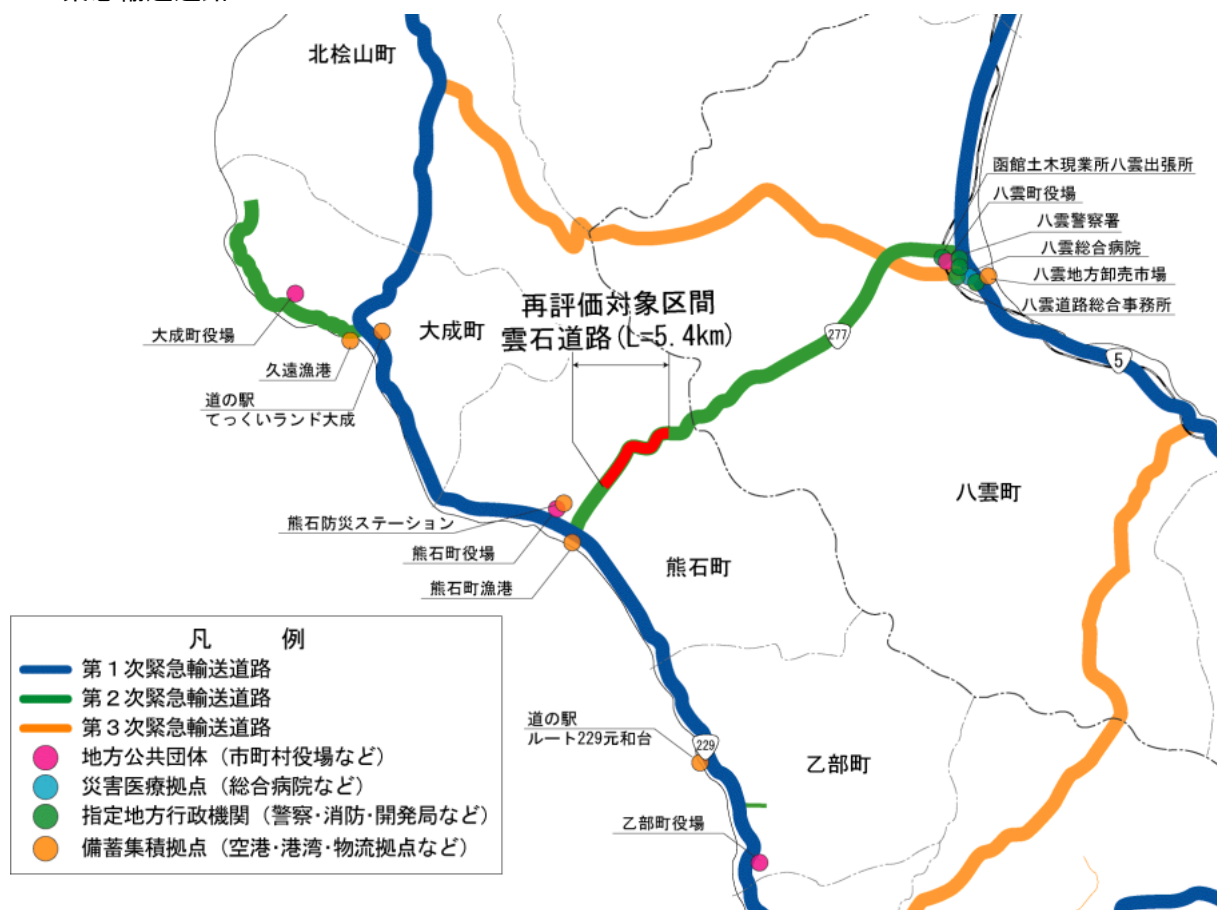 北桧山町
函館土木現業所八雲出張所
八雲町役場
八雲警察署
八雲総合病院
八雲地方卸売市場
八雲道路総合事務所
再評価対象区間
雲石道路(L=5.4km)
大成町
大成町役場
久遠漁港
道の駅
てっくいランド大成
277
5
八雲町
熊石防災ステーション
熊石町役場
熊石町漁港
熊石町
凡 例
第1次緊急輸送道路
第2次緊急輸送道路
第3次緊急輸送道路
地方公共団体(市町村役場など)
災害医療拠点(総合病院など)
指定地方行政機関(警察・消防・開発局など)
備蓄集積拠点(空港・港湾・物流拠点など)
道の駅
ルート229元和台
229
乙部町
乙部町役場